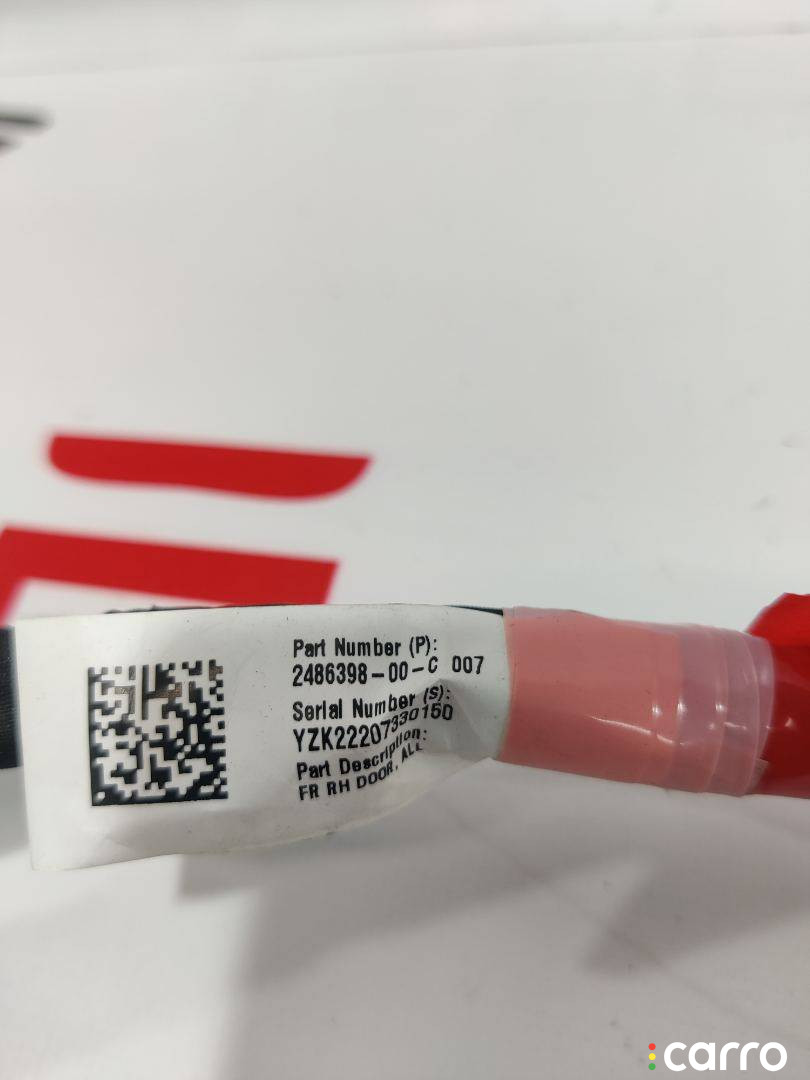 Part Number (P):
2486398-00-C 007
Serial Number (S):
YZK22207330150
Part Description:
FR RH DOOR, ALL
carro